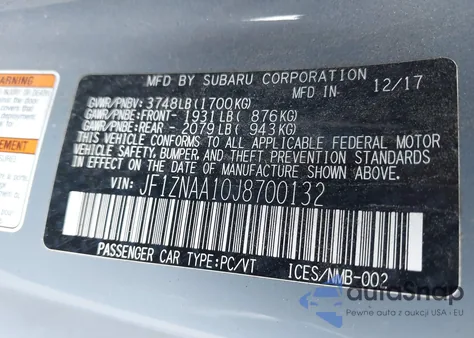 WARNING
MFD BY SUBARU CORPORATION IN 12/17
GVWR/PNBV: 3748LB(1700KG)
GAWR/PNBE:FRONT- 1931LB( 876KG)
GAWR/PNBE:REAR - 2079LB( 943KG)
THIS VEHICLE CONFORMS TO ALL APPLICABLE FEDERAL MOTOR
VEHICLE SAFETY, BUMPER, AND THEFT PREVENTION STANDARDS
IN EFFECT ON THE DATE OF MANUFACTURE SHOWN ABOVE.
VIN: JF1ZNAA10J8700132
PASSENGER CAR TYPE:PC/VT ICES/NMB-002
autaSnap
Pewne auta z aukcji USA i EU